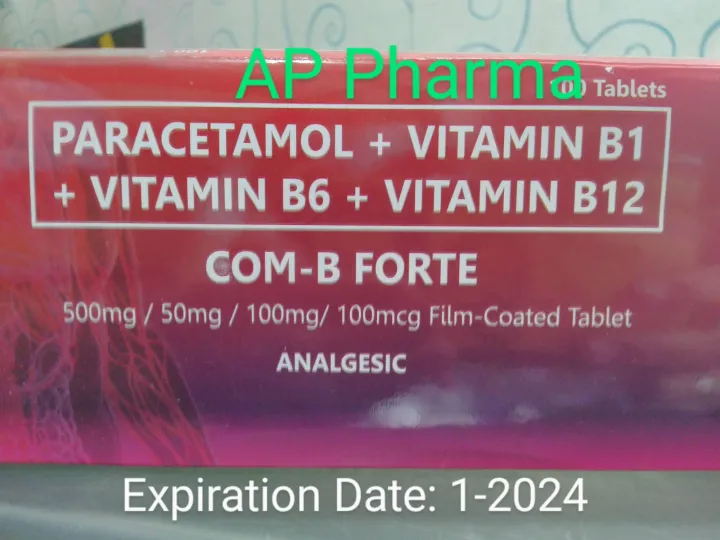 AP Pharma
100 Tablets
PARACETAMOL + VITAMIN B1
+ VITAMIN B6 + VITAMIN B12
COM-B FORTE
500mg / 50mg / 100mg/ 100mcg Film-Coated Tablet
ANALGESIC
Expiration Date: 1-2024